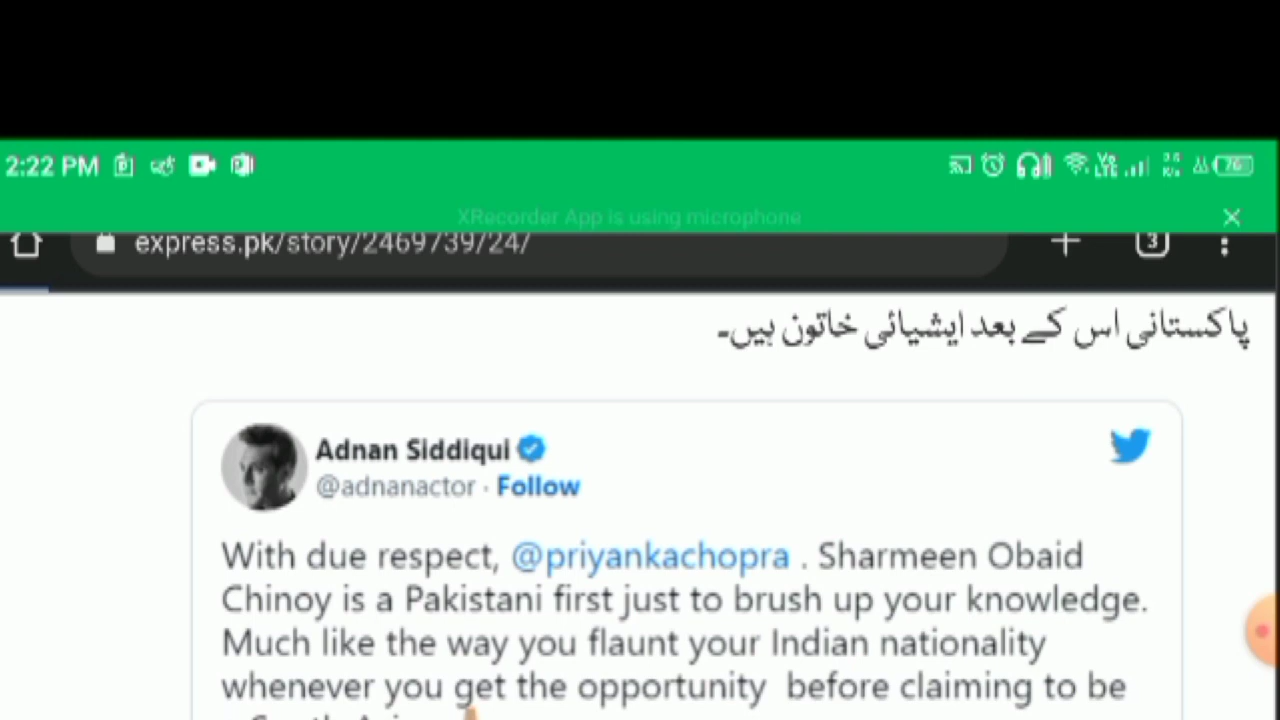 2:22 PM
XRecorder App is using microphone
express.pk/story/2469739/24/
3
پاکستانی اس کے بعد ایشیائی خاتون ہیں۔
Adnan Siddiqui
@adnanactor · Follow
With due respect, @priyankachopra . Sharmeen Obaid
Chinoy is a Pakistani first just to brush up your knowledge.
Much like the way you flaunt your Indian nationality
whenever you get the opportunity before claiming to be